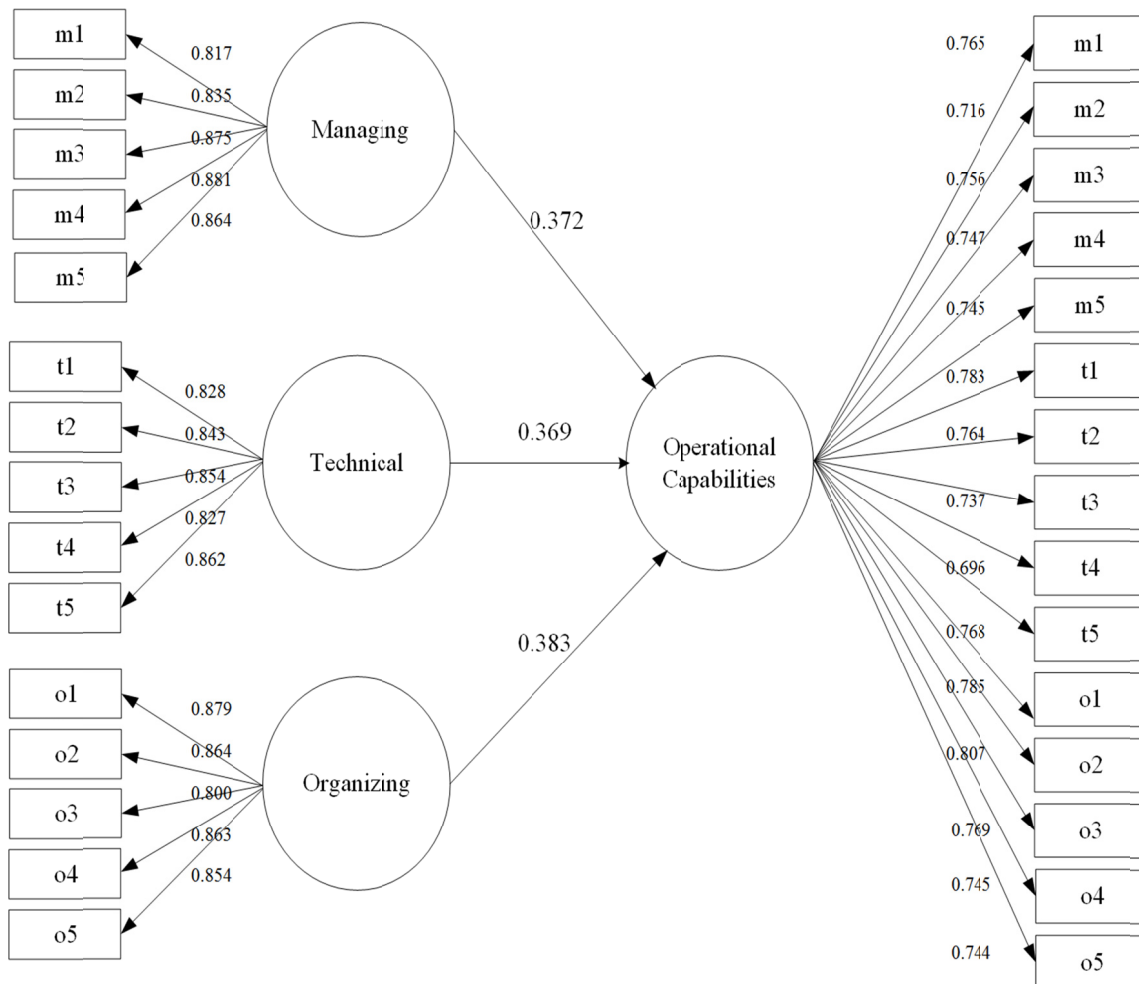 m1
m2
m3
m4
m5
0.817
0.835
0.875
0.881
0.864
Managing
t1
t2
t3
t4
t5
0.828
0.843
0.854
0.827
0.862
Technical
o1
o2
o3
o4
o5
0.879
0.864
0.800
0.863
0.854
Organizing
0.372
0.369
0.383
Operational
Capabilities
0.765
0.716
0.756
0.747
0.745
0.783
0.764
0.737
0.696
0.768
0.785
0.807
0.769
0.745
0.744
m1
m2
m3
m4
m5
t1
t2
t3
t4
t5
o1
o2
o3
o4
o5